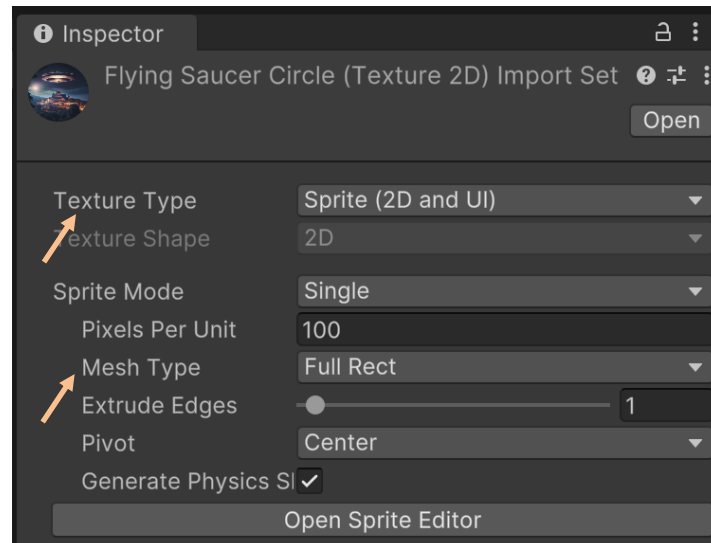 Inspector
Flying Saucer Circle (Texture 2D) Import Set
Open
Texture Type Sprite (2D and UI)
Texture Shape 2D
Sprite Mode Single
Pixels Per Unit 100
Mesh Type Full Rect
Extrude Edges 1
Pivot Center
Generate Physics Sl
Open Sprite Editor